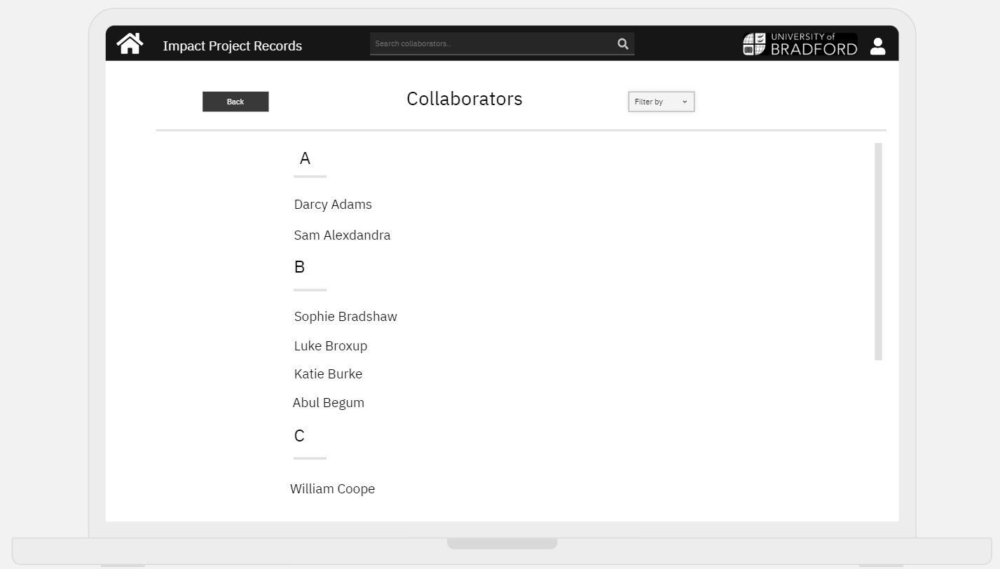 Impact Project Records
Search collaborators..
UNIVERSITY of
BRADFORD
Back
Collaborators
Filter by
A
Darcy Adams
Sam Alexdandra
B
Sophie Bradshaw
Luke Broxup
Katie Burke
Abul Begum
C
William Coope